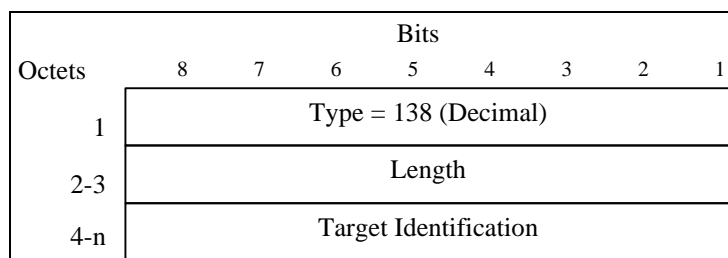 Bits
Octets 8 7 6 5 4 3 2 1
1 Type = 138 (Decimal)
2-3 Length
4-n Target Identification